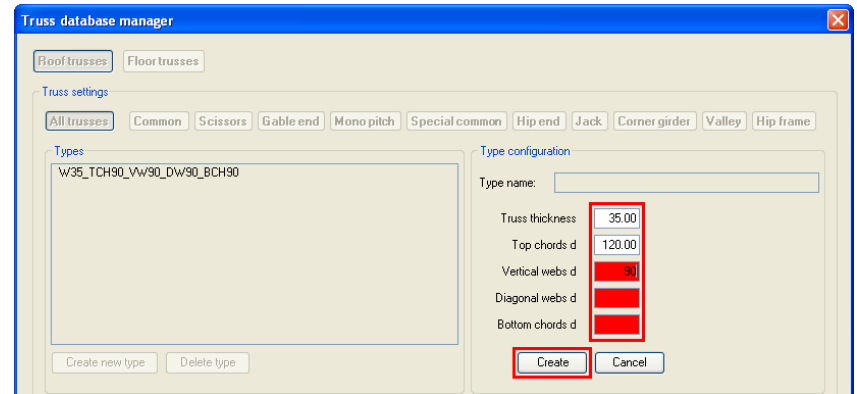 Truss database manager
Roof trusses Floor trusses
Truss settings
All trusses Common Scissors Gable end Mono pitch Special common Hip end Jack Corner girder Valley Hip frame
Types
W35_TCH90_VW90_DW90_BCH90
Create new type Delete type
Type configuration
Type name:
Truss thickness 35.00
Top chords d 120.00
Vertical webs d 90
Diagonal webs d
Bottom chords d
Create Cancel